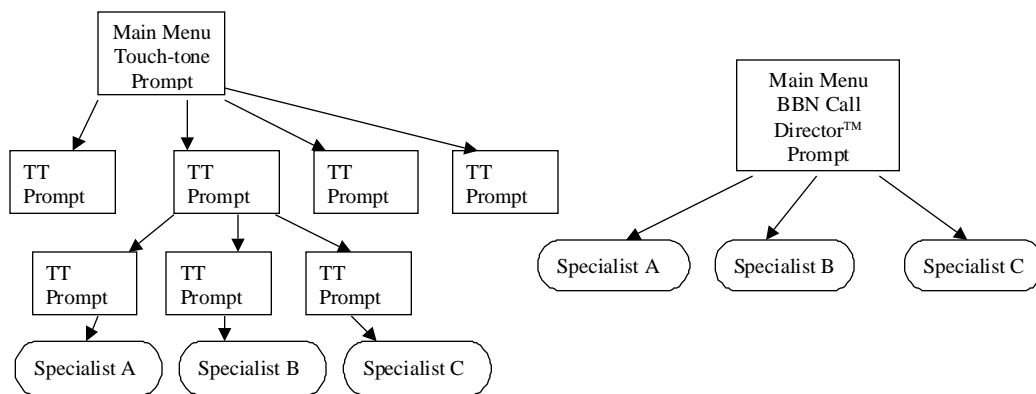 Main Menu
Touch-tone
Prompt
TT
Prompt
TT
Prompt
TT
Prompt
TT
Prompt
TT
Prompt
TT
Prompt
TT
Prompt
Specialist A
Specialist B
Specialist C
Main Menu
BBN Call
Director™
Prompt
Specialist A
Specialist B
Specialist C